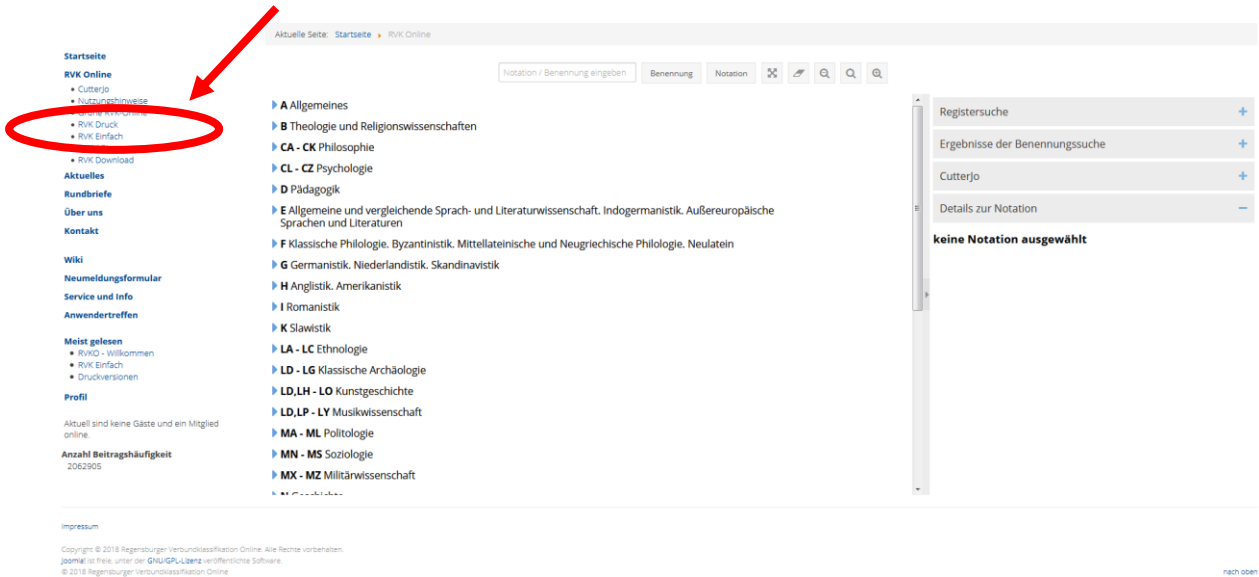 Aktuelle Seite: Startseite RVK Online
Startseite
RVK Online
CutterJo
Nutzungshinweise
RVK-Online
RVK Druck
RVK Einfach
RVK Download
Aktuelles
Rundbriefe
Über uns
Kontakt
Wiki
Neumeldungsformular
Service und Info
Anwendertreffen
Meist gelesen
RVKO - Willkommen
RVK Einfach
Druckversionen
Profil
Aktuell sind keine Gäste und ein Mitglied
online.
Anzahl Beitragshäufigkeit
2062905
Notation / Benennung eingeben Benennung Notation
A Allgemeines
B Theologie und Religionswissenschaften
CA - CK Philosophie
CL - CZ Psychologie
D Pädagogik
E Allgemeine und vergleichende Sprach- und Literaturwissenschaft. Indogermanistik. Außereuropäische
Sprachen und Literaturen
F Klassische Philologie. Byzantinistik. Mittellateinische und Neugriechische Philologie. Neulatein
G Germanistik. Niederlandistik. Skandinavistik
H Anglistik. Amerikanistik
I Romanistik
K Slawistik
LA - LC Ethnologie
LD - LG Klassische Archäologie
LD,LH - LO Kunstgeschichte
LD,LP - LY Musikwissenschaft
MA - ML Politologie
MN - MS Soziologie
MX - MZ Militärwissenschaft
N Geschichte
Registersuche
Ergebnisse der Benennungssuche
CutterJo
Details zur Notation
keine Notation ausgewählt
Impressum
Copyright © 2018 Regensburger Verbundklassifikation Online. Alle Rechte vorbehalten.
Joomla! ist freie, unter der GNU/GPL-Lizenz veröffentlichte Software.
© 2018 Regensburger Verbundklassifikation Online
nach oben